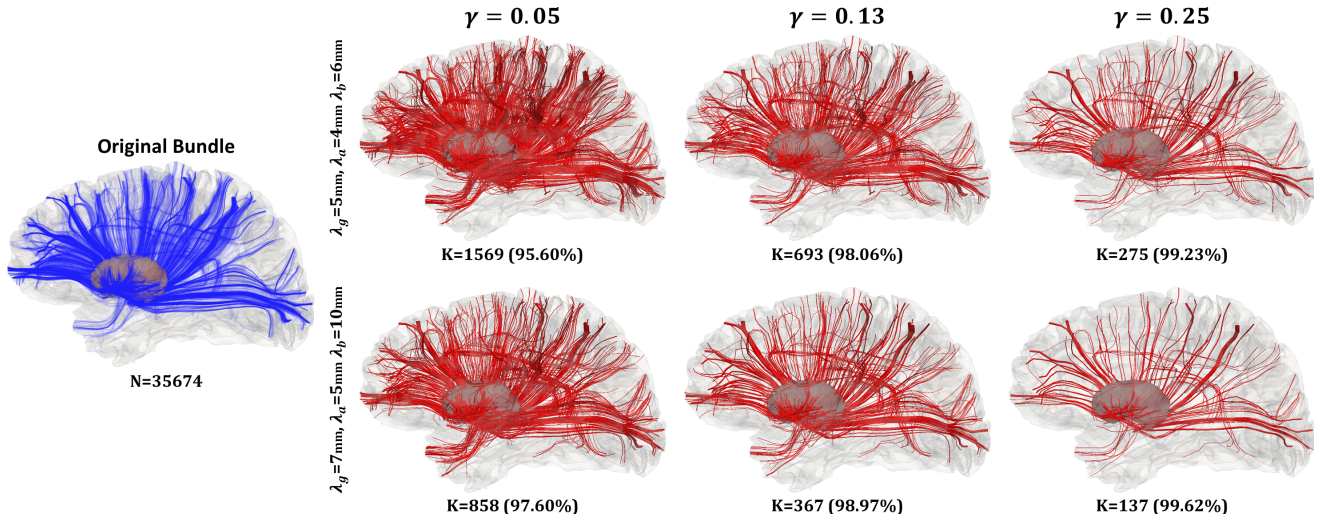 γ = 0.05
γ = 0.13
γ = 0.25
Original Bundle
N=35674
λg=5mm, λa=4mm λb=6mm
K=1569 (95.60%)
K=693 (98.06%)
K=275 (99.23%)
λg=7mm, λa=5mm λb=10mm
K=858 (97.60%)
K=367 (98.97%)
K=137 (99.62%)